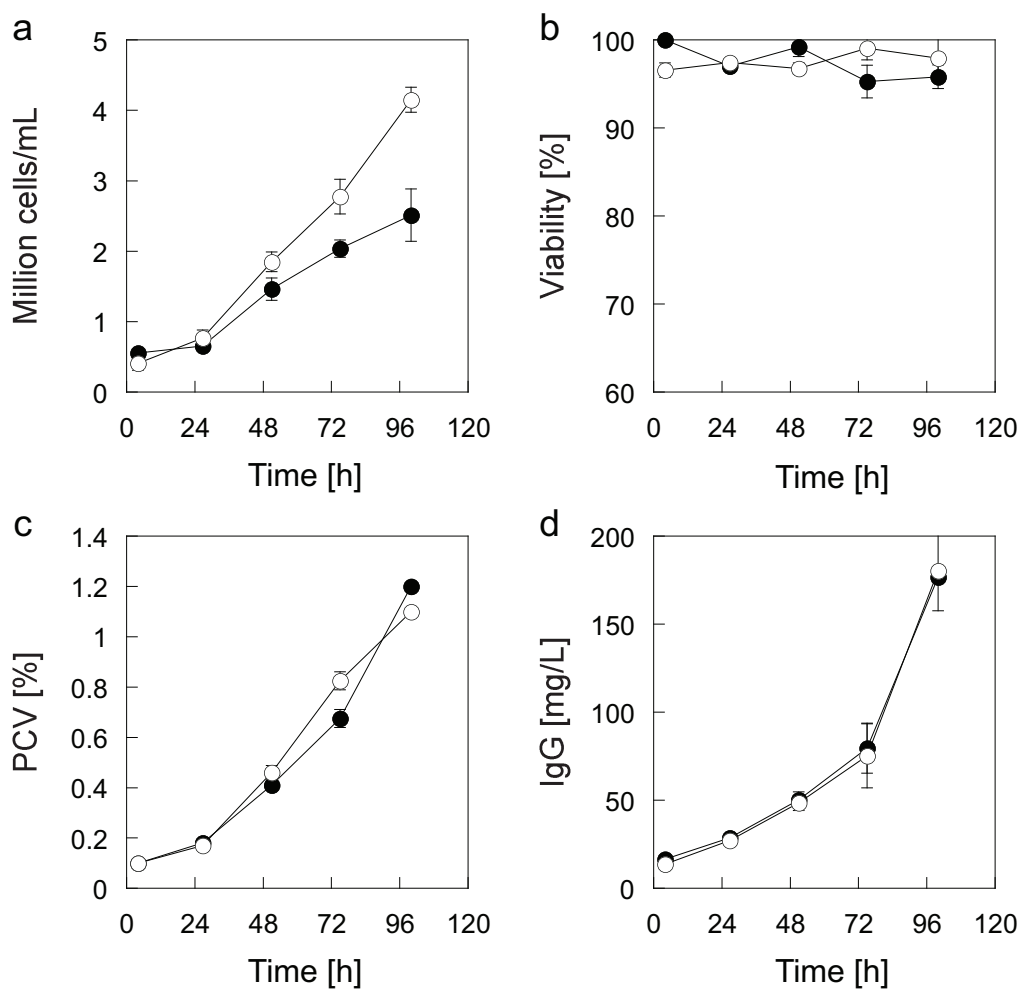 a
5
4
3
2
1
0
Million cells/mL
0 24 48 72 96 120
Time [h]
b
100
90
80
70
60
Viability [%]
0 24 48 72 96 120
Time [h]
c
1.4
1.2
1
0.8
0.6
0.4
0.2
0
PCV [%]
0 24 48 72 96 120
Time [h]
d
200
150
100
50
0
IgG [mg/L]
0 24 48 72 96 120
Time [h]